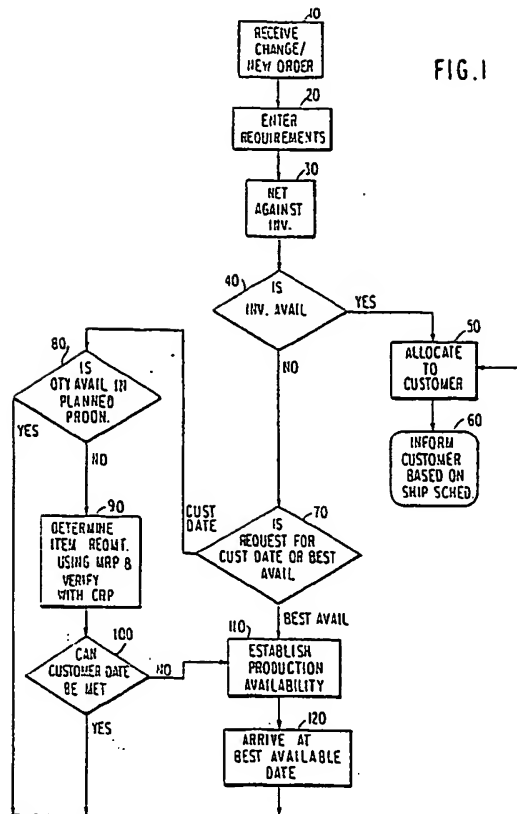 FIG.1
10
RECEIVE
CHANGE/
NEW ORDER
20
ENTER
REQUIREMENTS
30
NET
AGAINST
INV.
40
IS
INV. AVAIL
YES
NO
50
ALLOCATE
TO
CUSTOMER
60
INFORM
CUSTOMER
BASED ON
SHIP SCHED.
80
IS
QTY AVAIL IN
PLANNED
PRODN.
YES
NO
CUST
DATE
70
IS
REQUEST FOR
CUST DATE OR BEST
AVAIL
BEST AVAIL
90
DETERMINE
ITEM REQMT.
USING MRP &
VERIFY
WITH CRP
100
CAN
CUSTOMER DATE
BE MET
NO
YES
110
ESTABLISH
PRODUCTION
AVAILABILITY
120
ARRIVE AT
BEST AVAILABLE
DATE